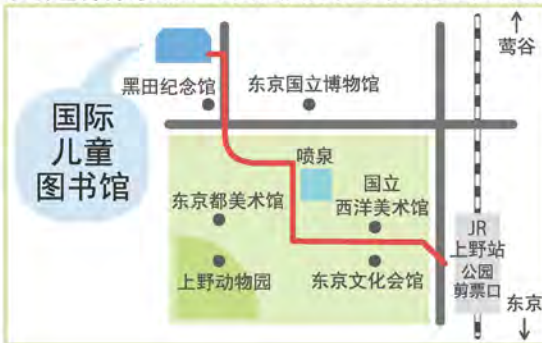 莺谷
黑田纪念馆
东京国立博物馆
国际
儿童
图书馆
喷泉
国立
西洋美术馆
东京都美术馆
上野动物园
东京文化会馆
JR
上野站
公园
剪票口
东京